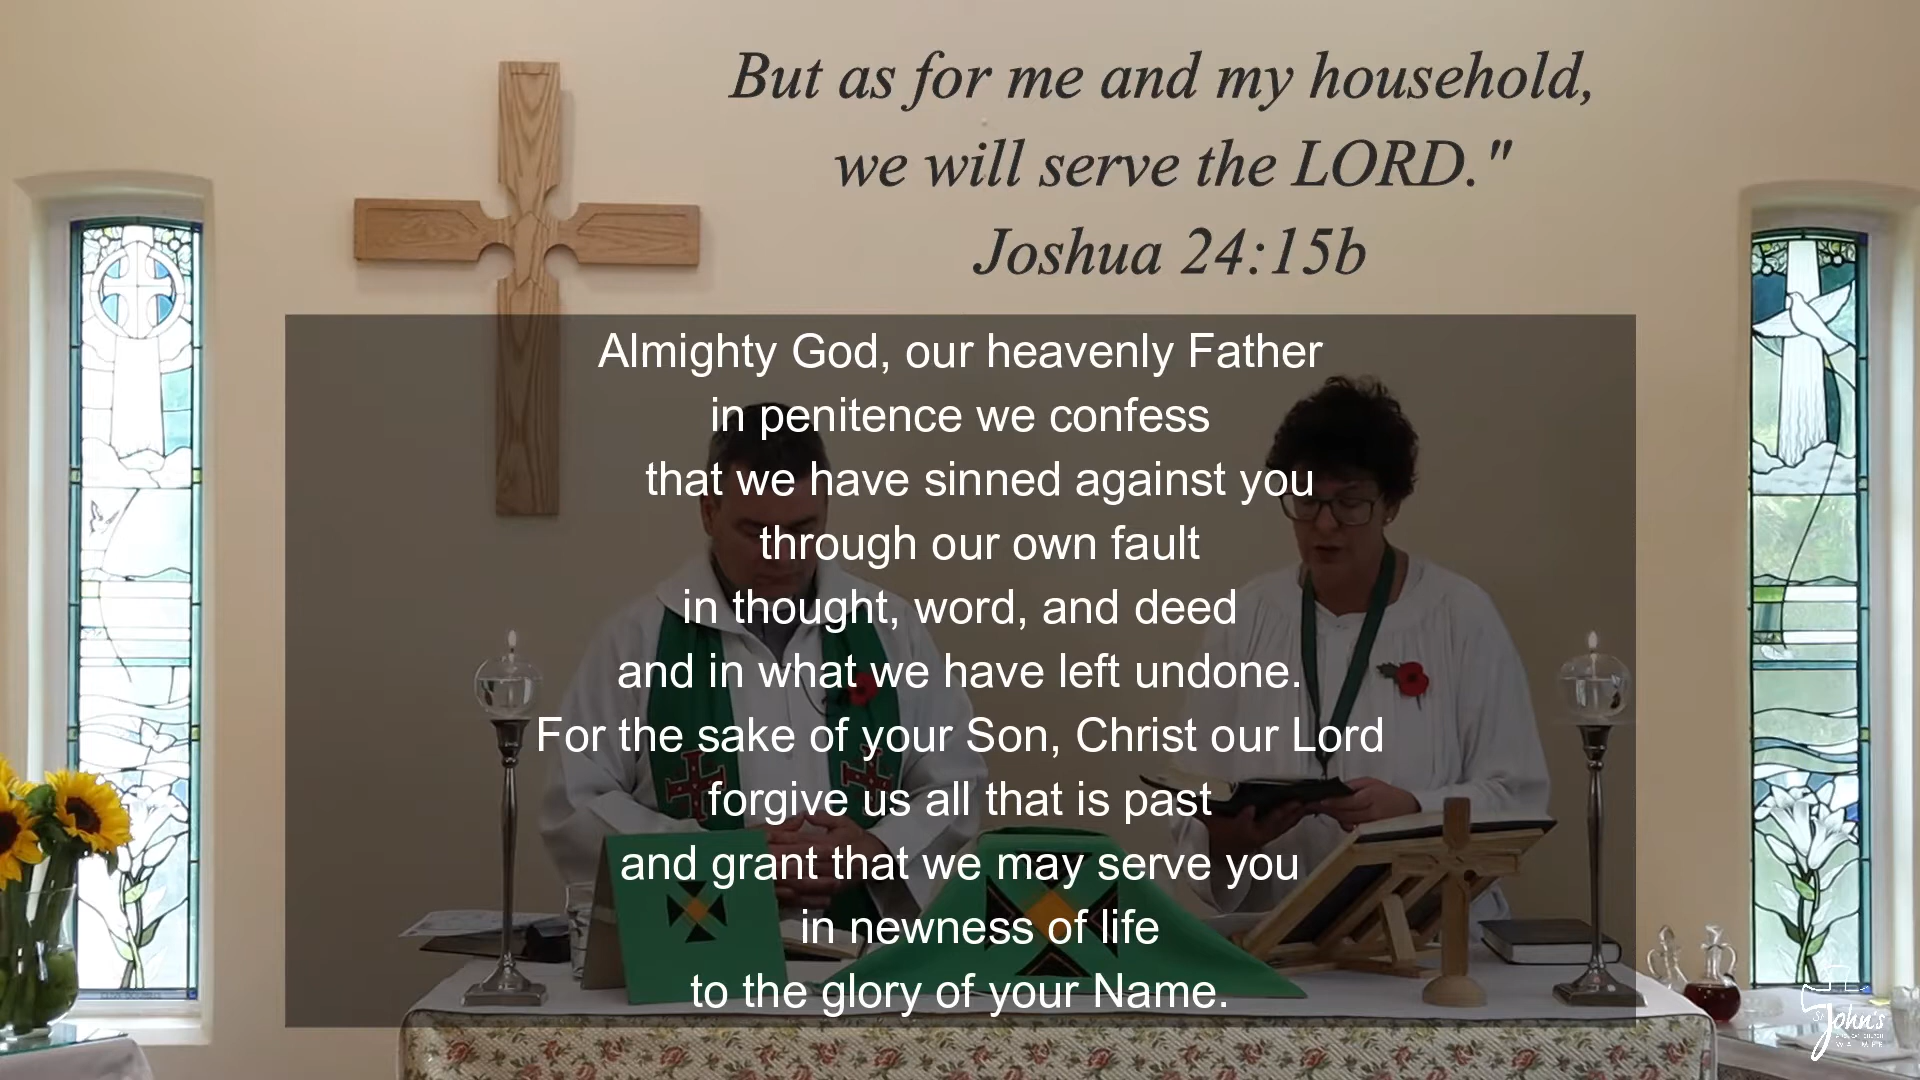 But as for me and my household,
we will serve the LORD."
Joshua 24:15b
Almighty God, our heavenly Father
in penitence we confess
that we have sinned against you
through our own fault
in thought, word, and deed
and in what we have left undone.
For the sake of your Son, Christ our Lord
forgive us all that is past
and grant that we may serve you
in newness of life
to the glory of your Name.
St
John's